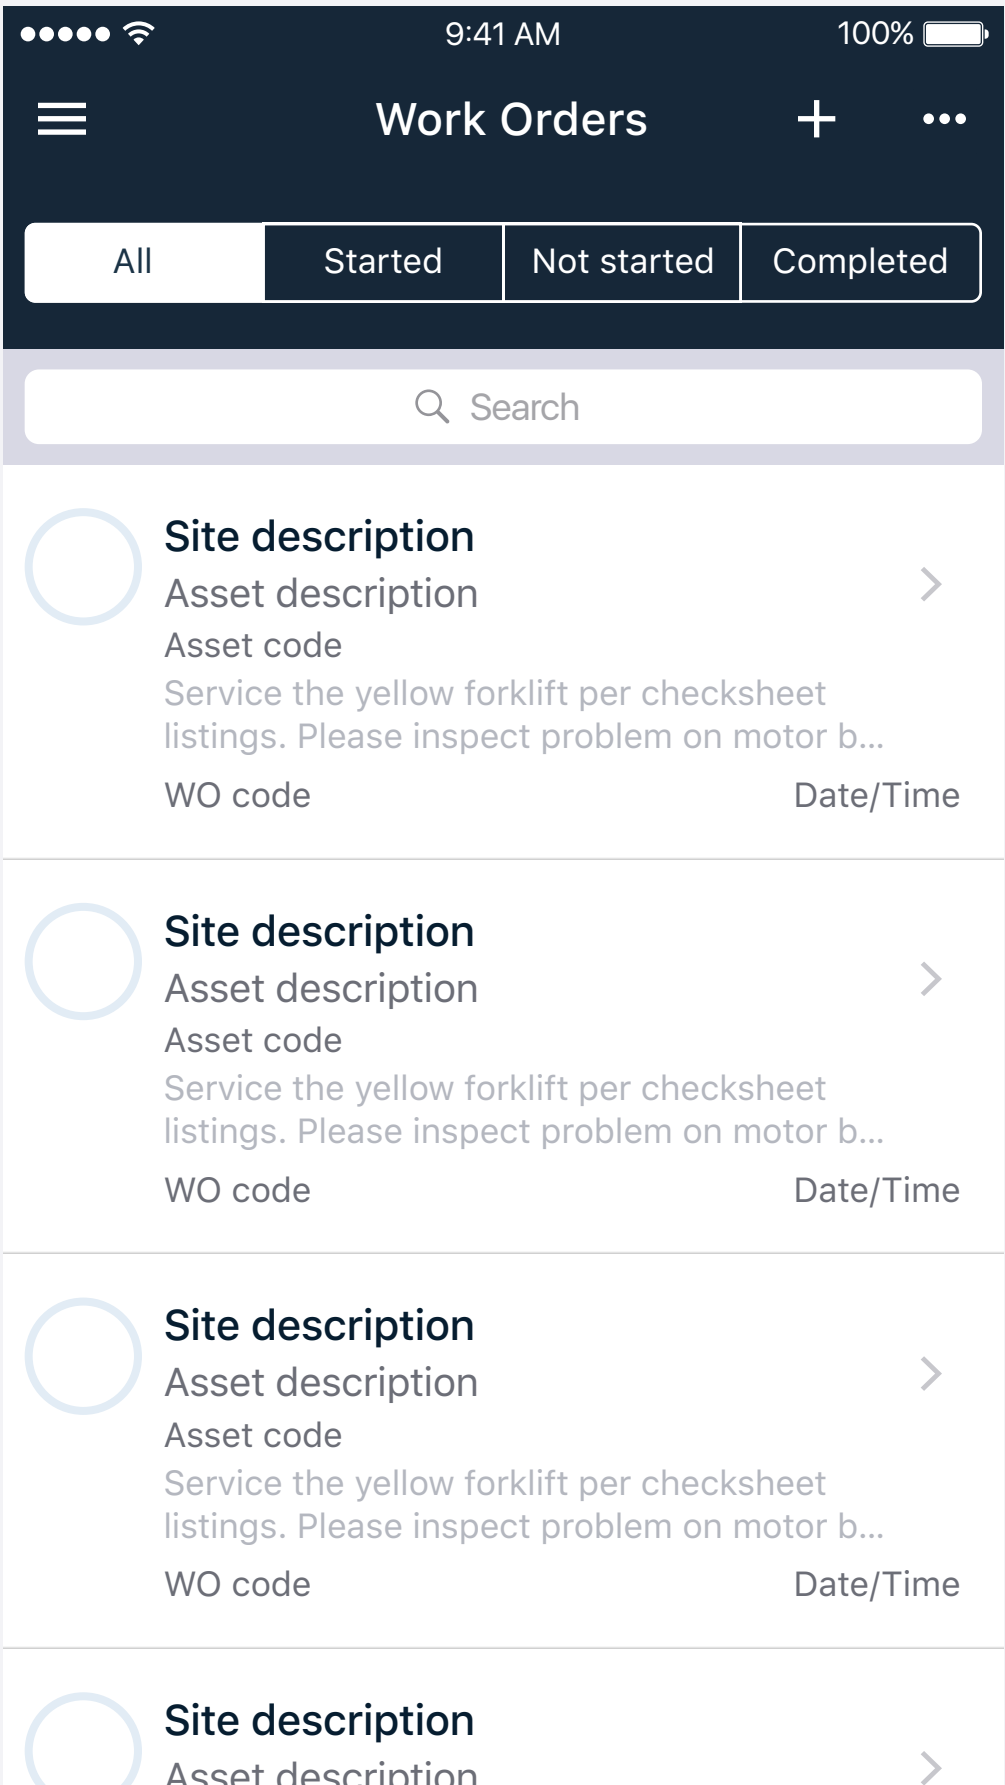 9:41 AM 100%
Work Orders
All Started Not started Completed
Search
Site description
Asset description
Asset code
Service the yellow forklift per checksheet
listings. Please inspect problem on motor b...
WO code Date/Time
Site description
Asset description
Asset code
Service the yellow forklift per checksheet
listings. Please inspect problem on motor b...
WO code Date/Time
Site description
Asset description
Asset code
Service the yellow forklift per checksheet
listings. Please inspect problem on motor b...
WO code Date/Time
Site description
Asset description